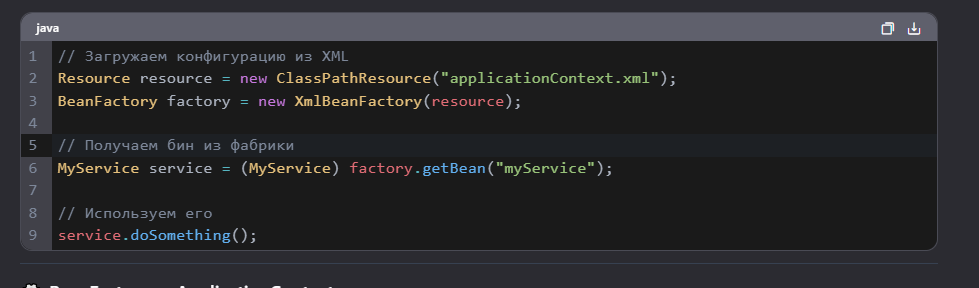 java
1 // Загружаем конфигурацию из XML
2 Resource resource = new ClassPathResource("applicationContext.xml");
3 BeanFactory factory = new XmlBeanFactory(resource);
4
5 // Получаем бин из фабрики
6 MyService service = (MyService) factory.getBean("myService");
7
8 // Используем его
9 service.doSomething();